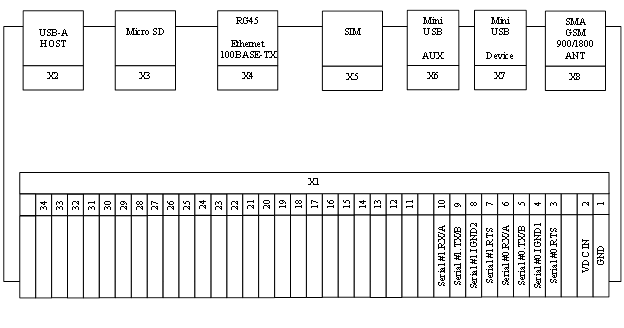 USB-A
HOST
X2
Micro SD
X3
RG45
Ethernet
100BASE-TX
X4
SIM
X5
Mini
USB
AUX
X6
Mini
USB
Device
X7
SMA
GSM
900/1800
ANT
X8
X1
34 33 32 31 30 29 28 27 26 25 24 23 22 21 20 19 18 17 16 15 14 13 12 11 10 9 8 7 6 5 4 3 2 1
Serial#1.RX/A
Serial#1.TX/B
Serial#1.IGND2
Serial#1.RTS
Serial#0.RX/A
Serial#0.TX/B
Serial#0.IGND1
Serial#0.RTS
VDC IN
GND